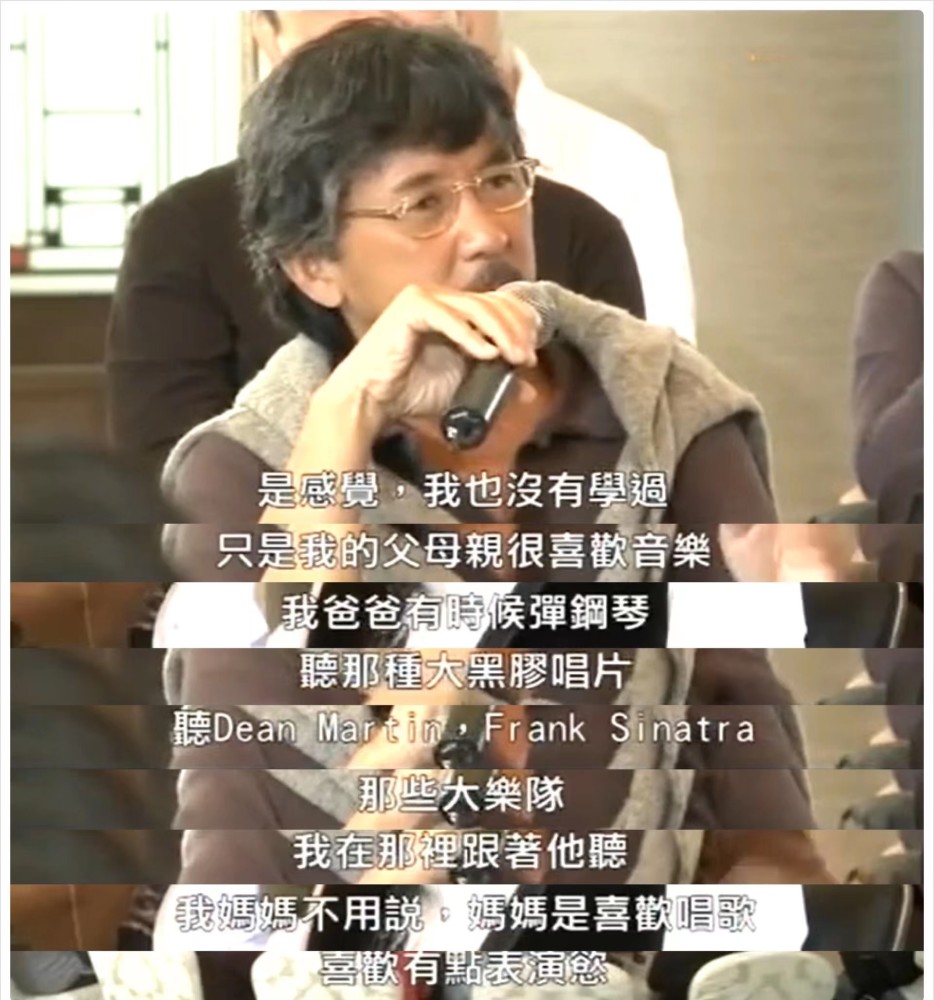 是感覺，我也沒有學過
只是我的父母親很喜歡音樂
我爸爸有時候彈鋼琴
聽那種大黑膠唱片
聽Dean Martin，Frank Sinatra
那些大樂隊
我在那裡跟著他聽
我媽媽不用說，媽媽是喜歡唱歌
喜歡有點表演慾